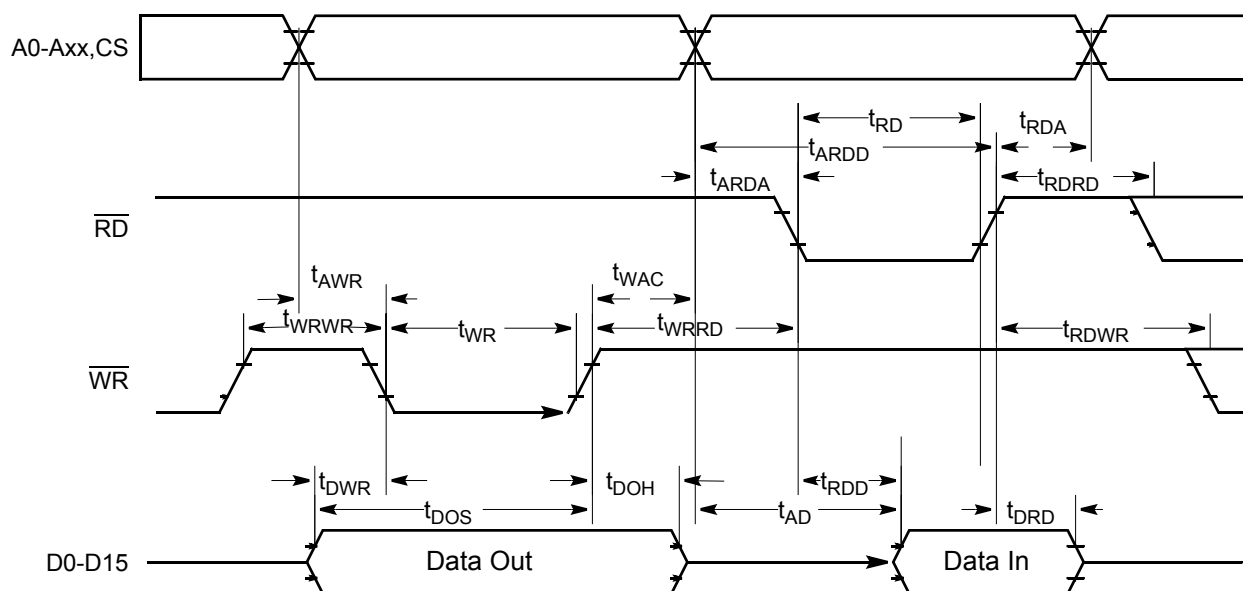 A0-Axx,CS
tRD
tRDA
tARDD
tARDA
tRDRD
RD
tAWR
tWAC
tWRWR
tWR
tWRRD
tRDWR
WR
tDWR
tDOH
tRDD
tDOS
tAD
tDRD
D0-D15
Data Out
Data In